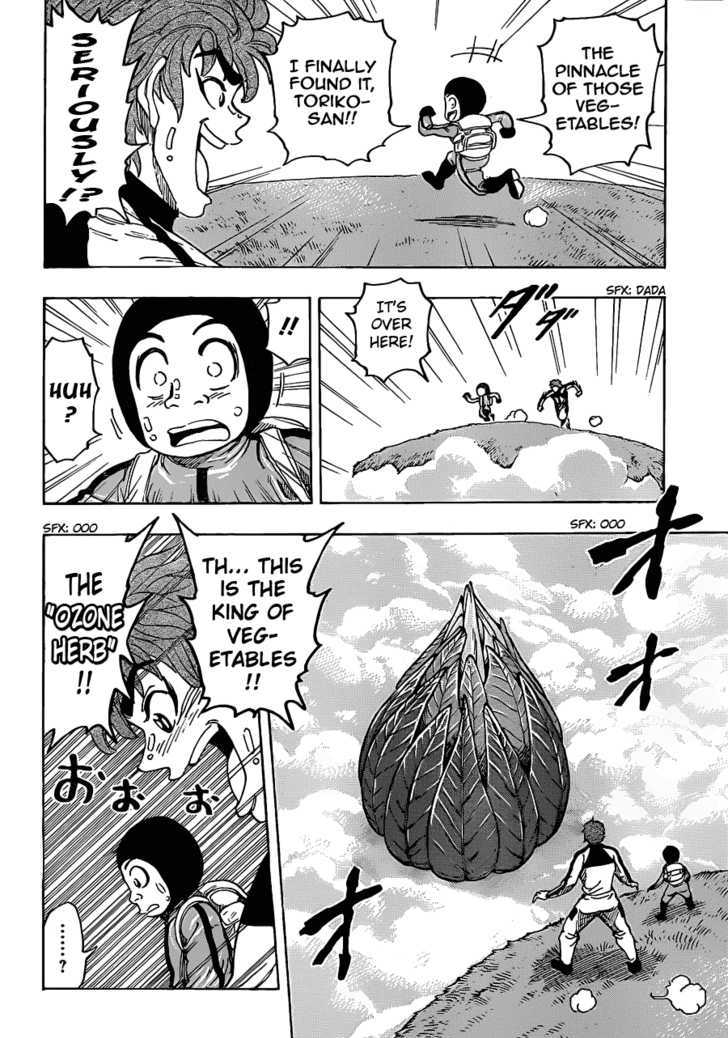 THE
PINNACLE
OF THOSE
VEG-
ETABLES!
I FINALLY
FOUND IT,
TORIKO-
SAN!!
SERIOUSLY!?
SFX: DADA
ダダ
IT'S
OVER
HERE!
!!
HUH
?
SFX: OOO
オオオ
TH... THIS
IS THE
KING OF
VEG-
ETABLES
!!
THE
"OZONE
HERB"
!!
SFX: OOO
おおお
.......
?